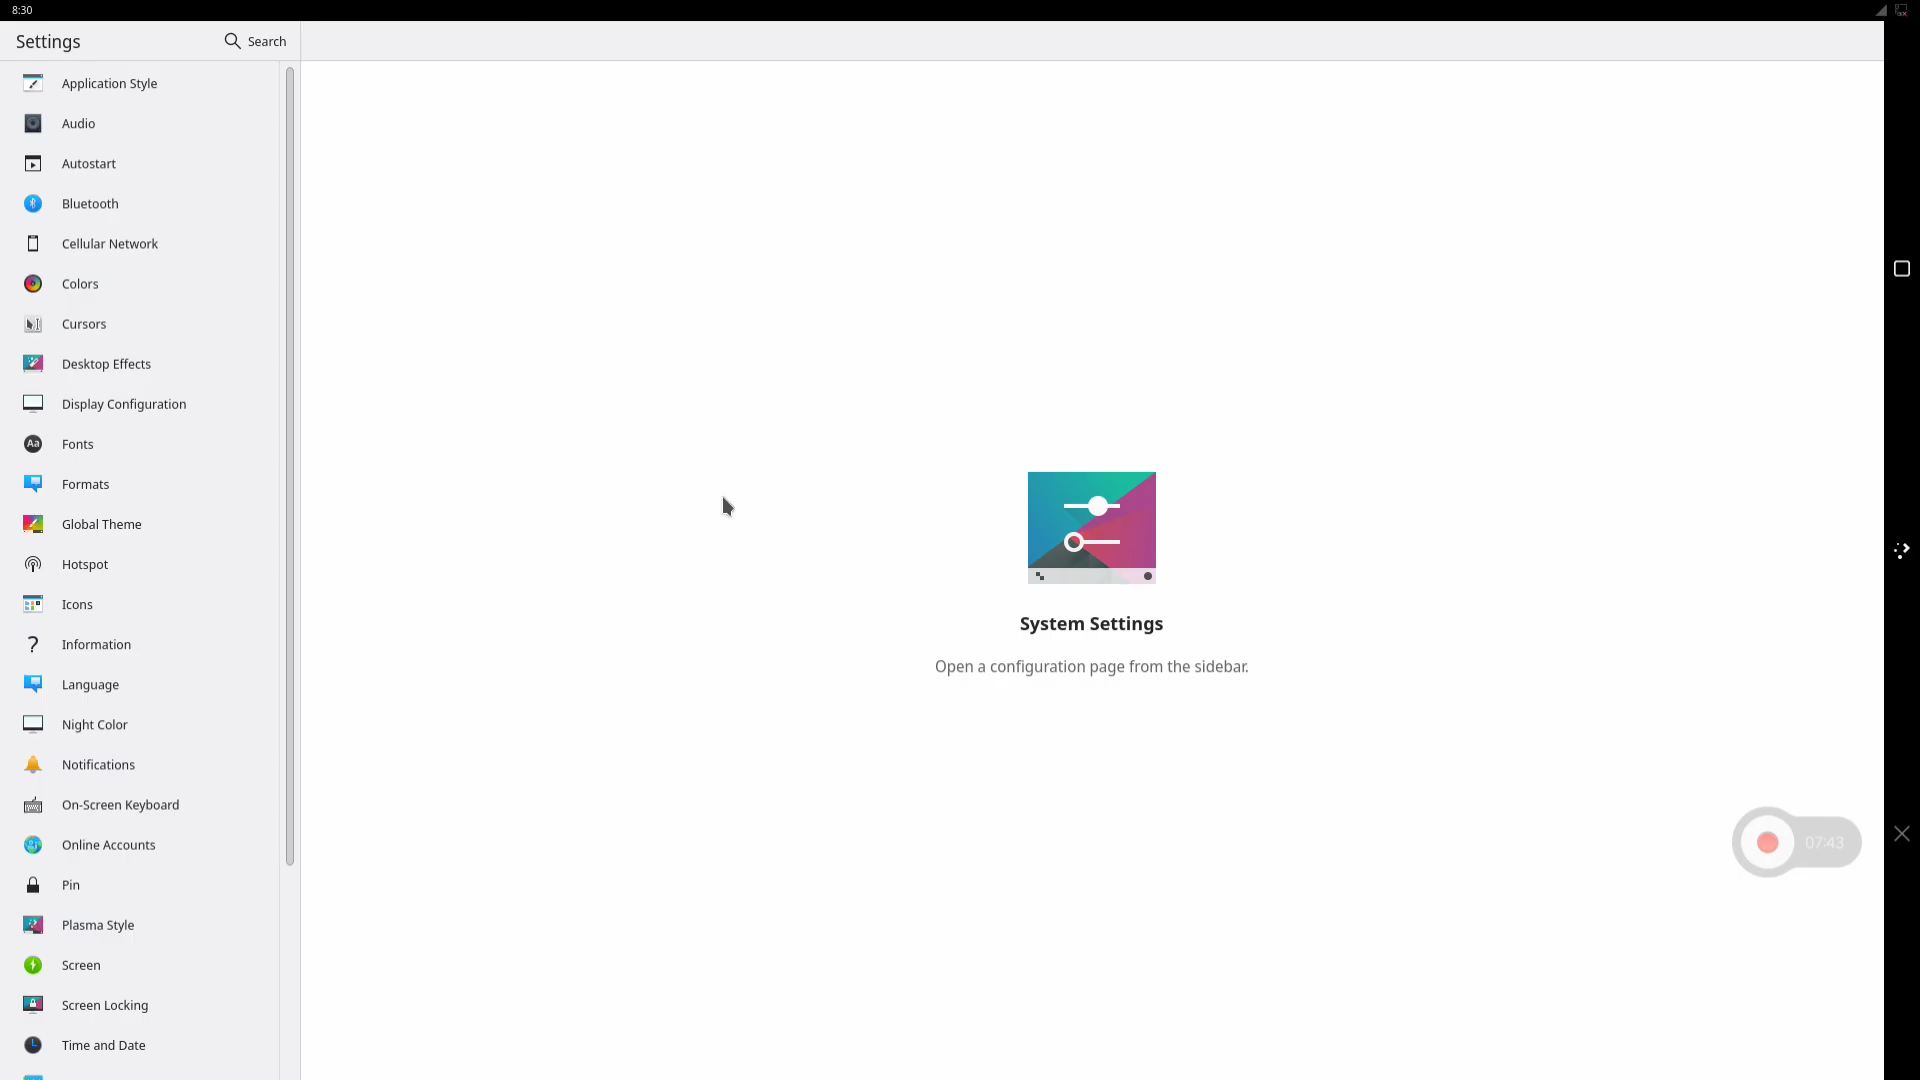 8:30
Settings
Search
Application Style
Audio
Autostart
Bluetooth
Cellular Network
Colors
Cursors
Desktop Effects
Display Configuration
Fonts
Formats
Global Theme
Hotspot
Icons
Information
Language
Night Color
Notifications
On-Screen Keyboard
Online Accounts
Pin
Plasma Style
Screen
Screen Locking
Time and Date
System Settings
Open a configuration page from the sidebar.
07:43